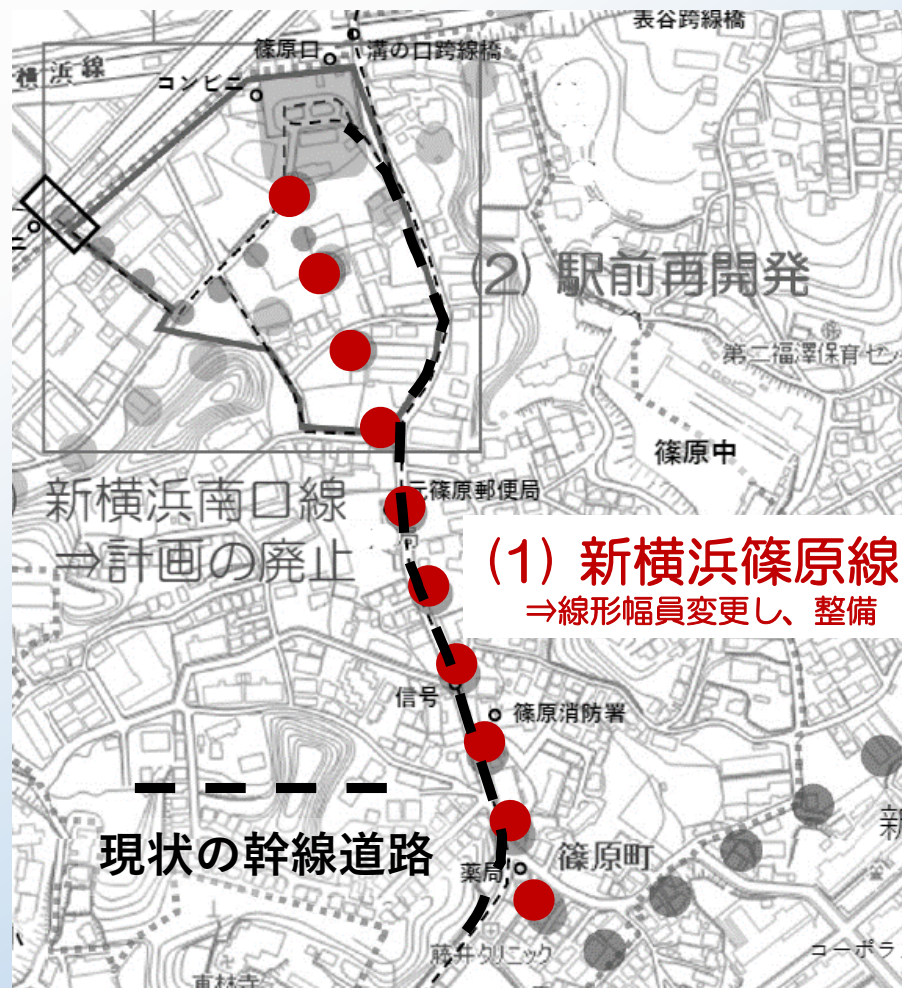 表谷跨線橋
篠原口
溝の口跨線橋
横浜線
コンビニ
(2) 駅前再開発
第二福澤保育セン
篠原中
元篠原郵便局
新横浜南口線
⇒計画の廃止
(1) 新横浜篠原線
⇒線形幅員変更し、整備
信号
篠原消防署
現状の幹線道路
新
篠原町
薬局
藤井クリニック
コーポラ
東林寺